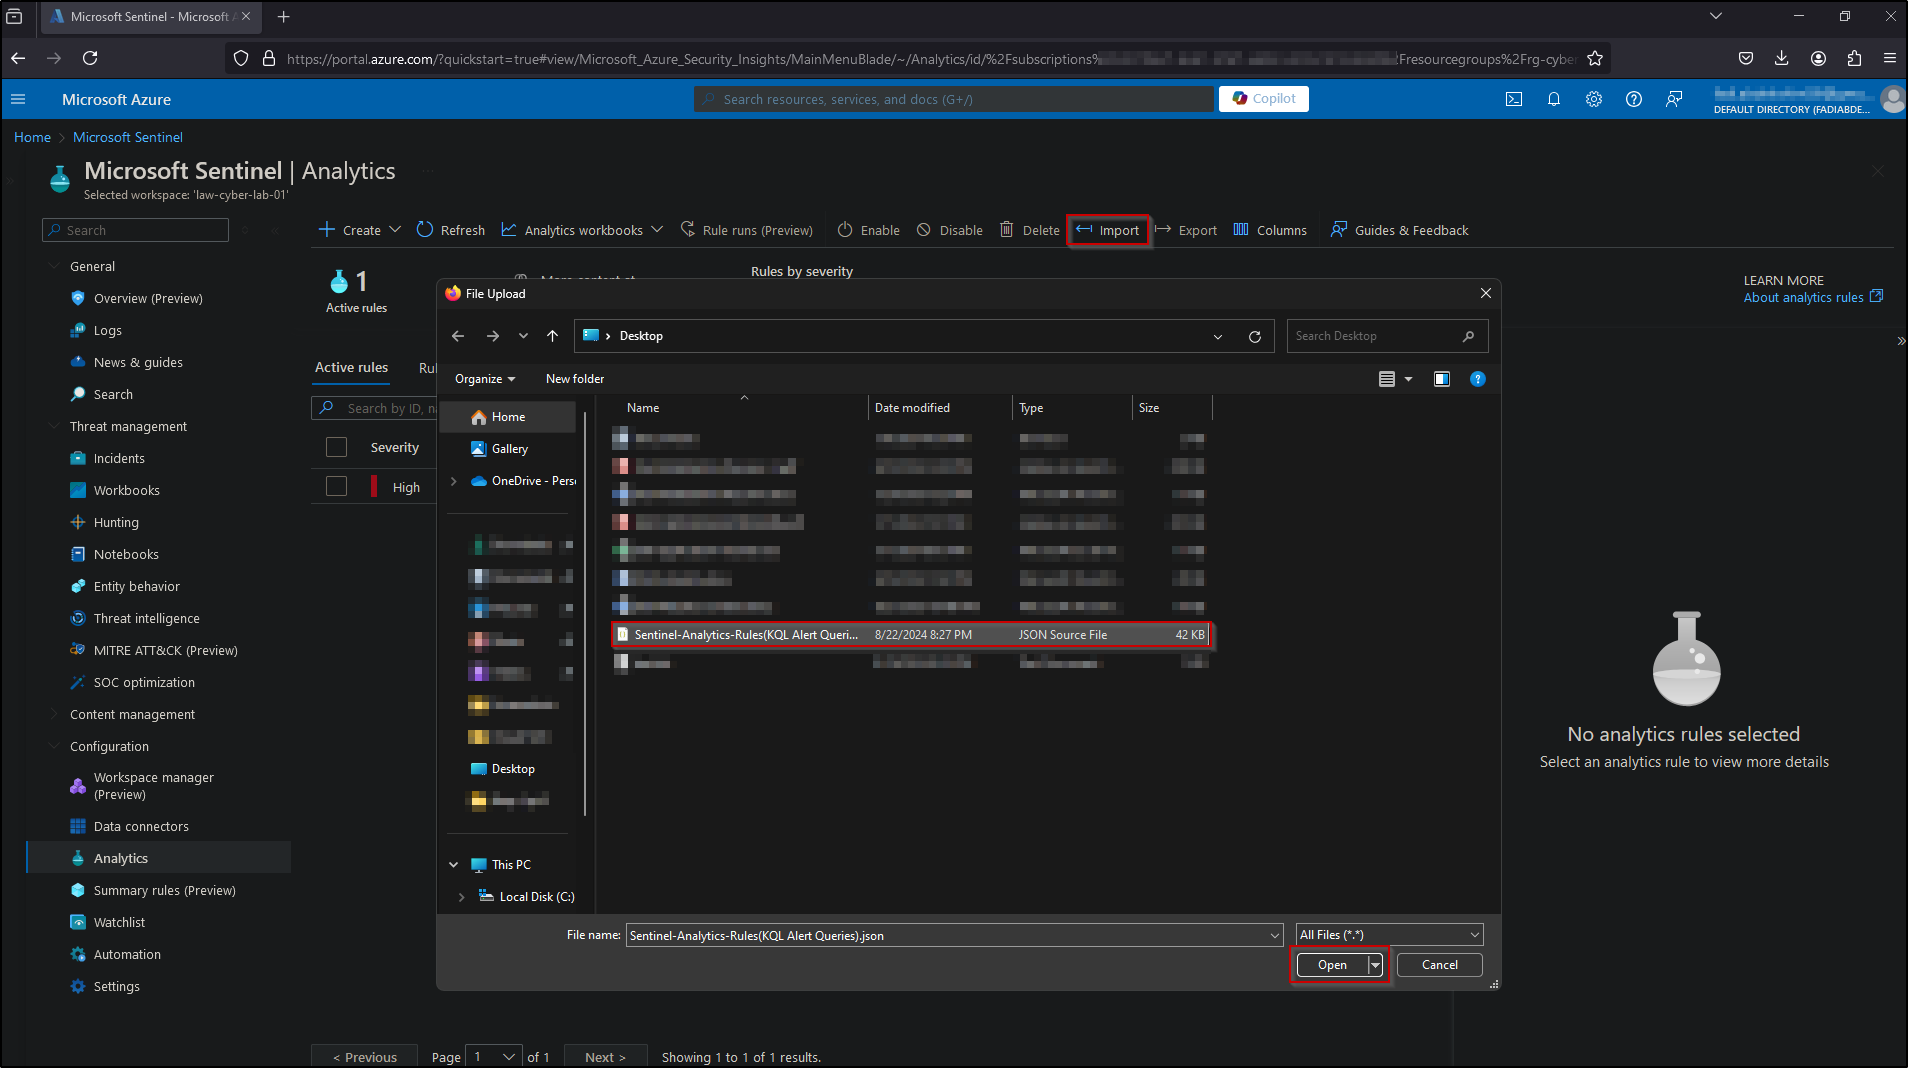 Microsoft Sentinel - Microsoft A
https://portal.azure.com/?quickstart=true#view/Microsoft_Azure_Security_Insights/MainMenuBlade/~/Analytics/id/%2Fsubscriptions%
Fresourcegroups%2Frg-cyber
Microsoft Azure
Search resources, services, and docs (G+/)
Copilot
DEFAULT DIRECTORY (FADIABDE...
Home > Microsoft Sentinel
Microsoft Sentinel | Analytics
Selected workspace: 'law-cyber-lab-01'
Search
Create
Refresh
Analytics workbooks
Rule runs (Preview)
Enable
Disable
Delete
Import
Export
Columns
Guides & Feedback
General
Overview (Preview)
Logs
News & guides
Search
Threat management
Incidents
Workbooks
Hunting
Notebooks
Entity behavior
Threat intelligence
MITRE ATT&CK (Preview)
SOC optimization
Content management
Configuration
Workspace manager
(Preview)
Data connectors
Analytics
Summary rules (Preview)
Watchlist
Automation
Settings
1
Active rules
More content at
Rules by severity
LEARN MORE
About analytics rules
Active rules
Ru
Search by ID, na
Severity
High
File Upload
Desktop
Search Desktop
Organize
New folder
Name
Date modified
Type
Size
Home
Gallery
OneDrive - Perso
Desktop
This PC
Local Disk (C:)
Sentinel-Analytics-Rules(KQL Alert Queri...
8/22/2024 8:27 PM
JSON Source File
42 KB
File name:
Sentinel-Analytics-Rules(KQL Alert Queries).json
All Files (*.*)
Open
Cancel
No analytics rules selected
Select an analytics rule to view more details
< Previous
Page
1
of 1
Next >
Showing 1 to 1 of 1 results.